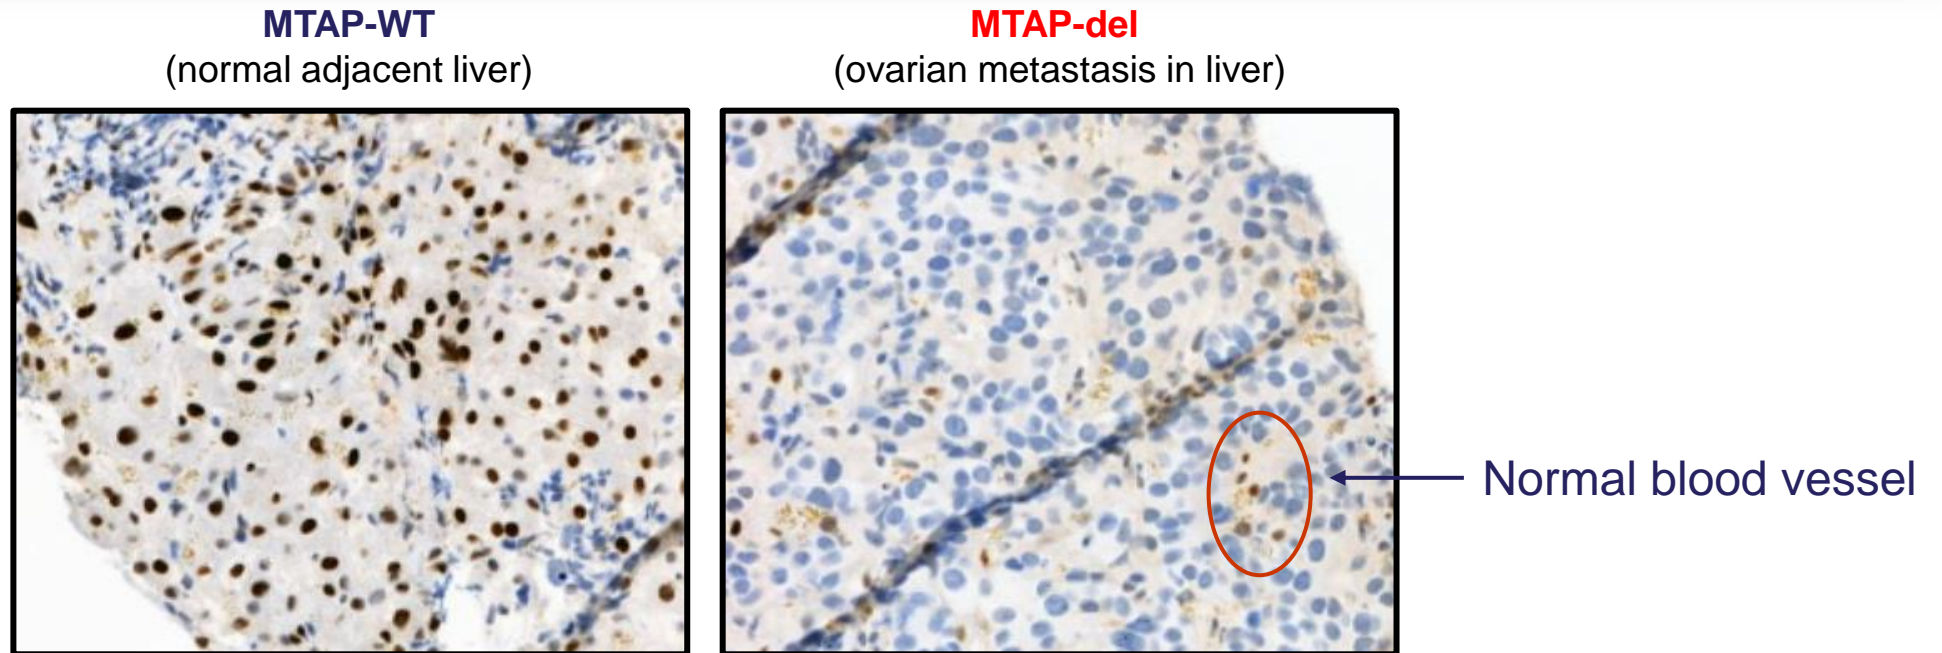 MTAP-WT
(normal adjacent liver)
MTAP-del
(ovarian metastasis in liver)
Normal blood vessel